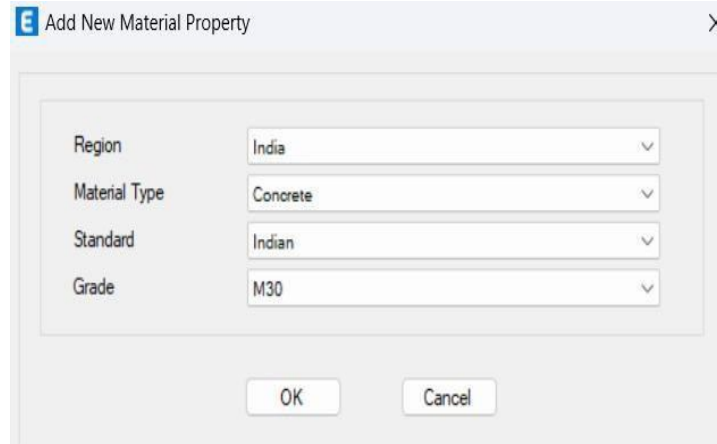 E Add New Material Property X
Region India
Material Type Concrete
Standard Indian
Grade M30
OK Cancel